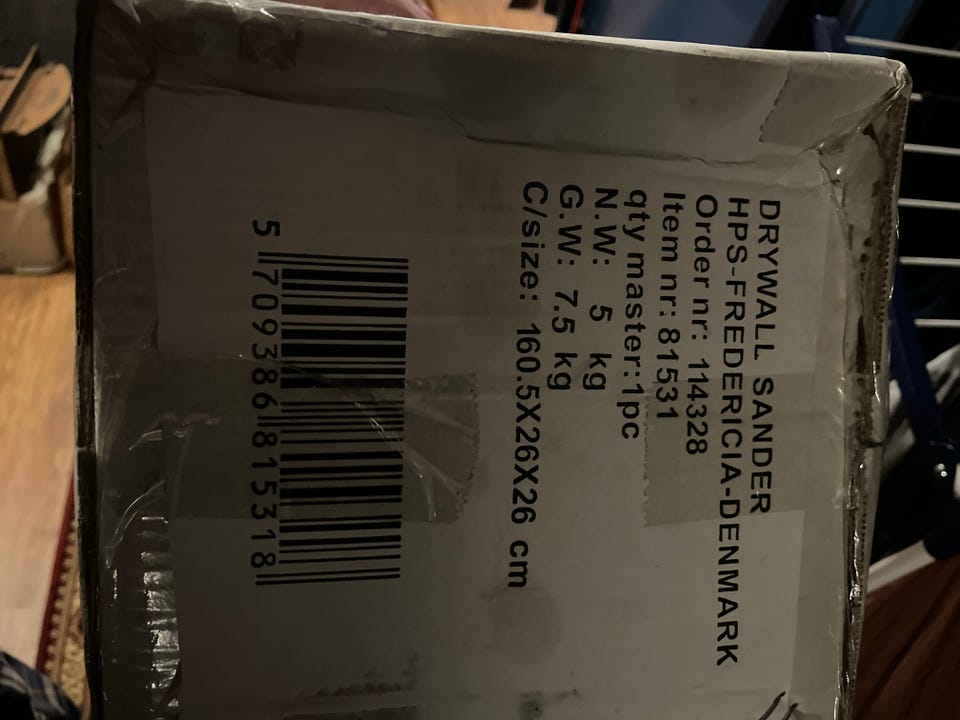 DRYWALL SANDER
HPS-FREDERICIA-DENMARK
Order nr: 114328
Item nr: 81531
qty master:1pc
N.W: 5 kg
G.W: 7.5 kg
C/size: 160.5X26X26 cm
5 709386 815318